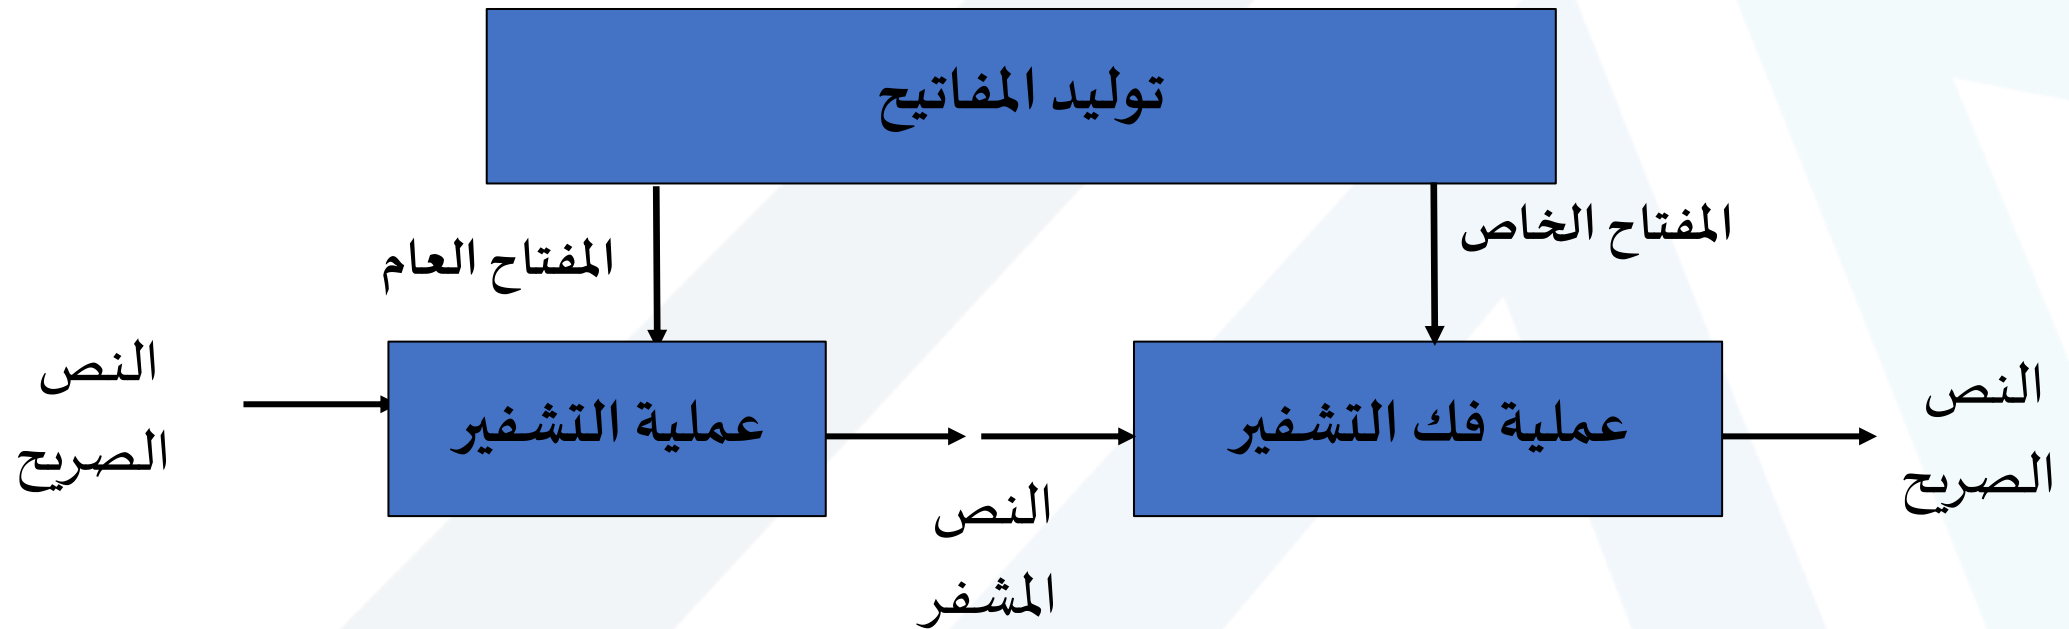 توليد المفاتيح
المفتاح الخاص
المفتاح العام
النص
الصريح
عملية التشفير
النص
المشفر
عملية فك التشفير
النص
الصريح